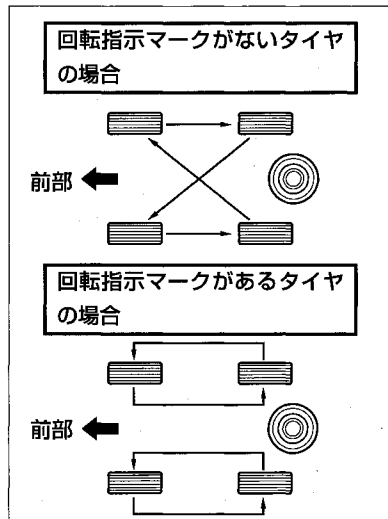 回転指示マークがないタイヤ
の場合
前部
回転指示マークがあるタイヤ
の場合
前部